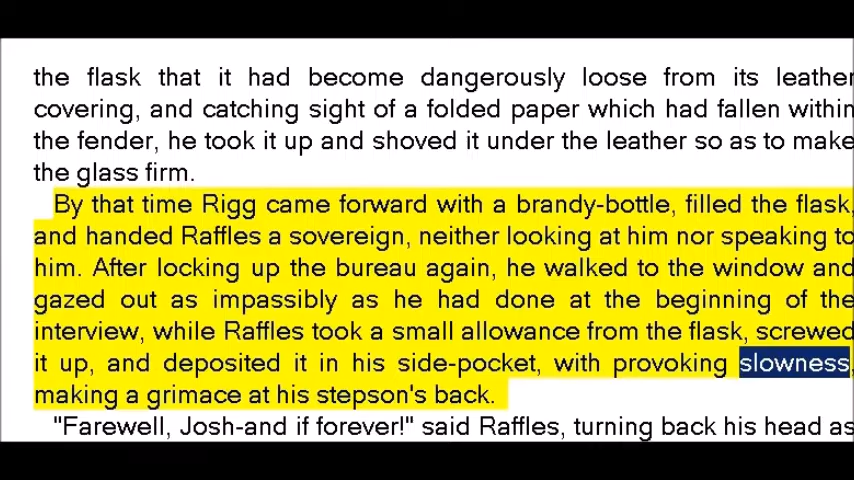 the flask that it had become dangerously loose from its leather
covering, and catching sight of a folded paper which had fallen within
the fender, he took it up and shoved it under the leather so as to make
the glass firm.
By that time Rigg came forward with a brandy-bottle, filled the flask,
and handed Raffles a sovereign, neither looking at him nor speaking to
him. After locking up the bureau again, he walked to the window and
gazed out as impassibly as he had done at the beginning of the
interview, while Raffles took a small allowance from the flask, screwed
it up, and deposited it in his side-pocket, with provoking slowness,
making a grimace at his stepson's back.
"Farewell, Josh-and if forever!" said Raffles, turning back his head as